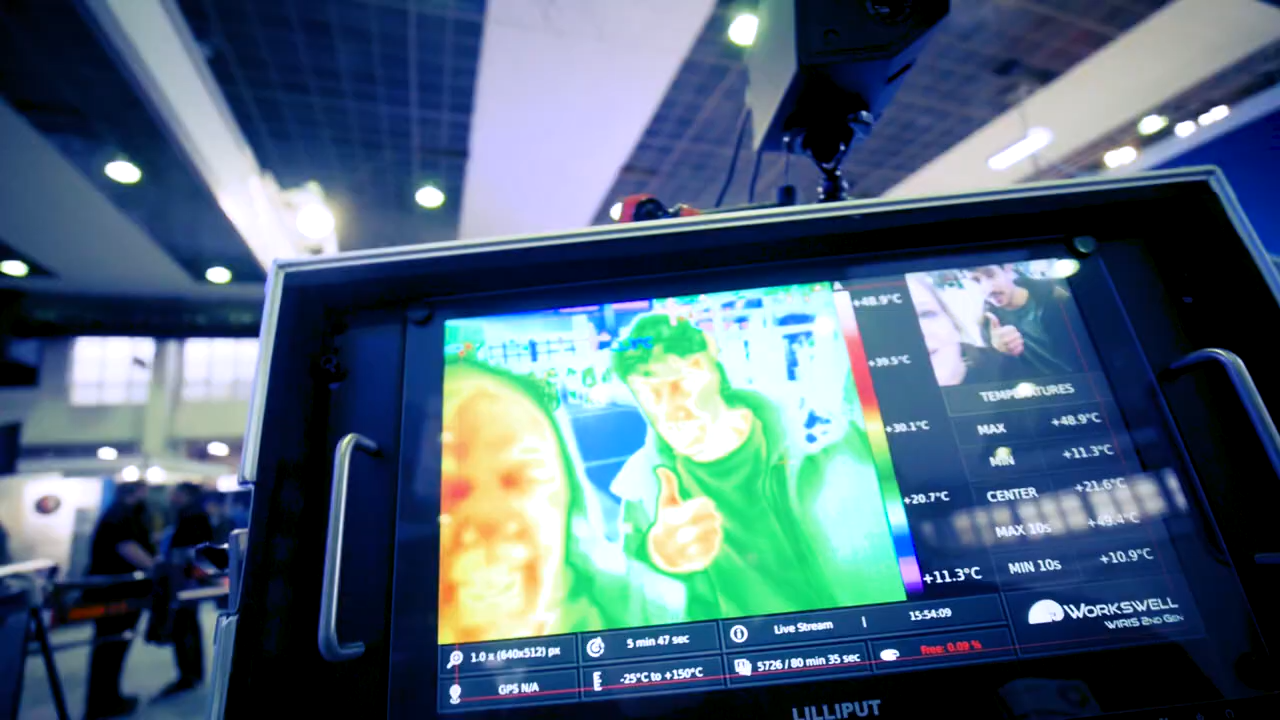 +48.9°C
+39.5°C
+30.1°C
+20.7°C
+11.3°C
TEMPERATURES
MAX +48.9°C
MIN +11.3°C
CENTER +21.6°C
MAX 10s +49.4°C
MIN 10s +10.9°C
WORKSWELL
WIRIS 2ND GEN
1.0 x (640x512) px
5 min 47 sec
Live Stream | 15:54:09
GPS N/A
-25°C to +150°C
5726 / 80 min 35 sec
free: 0.09 %
LILLIPUT